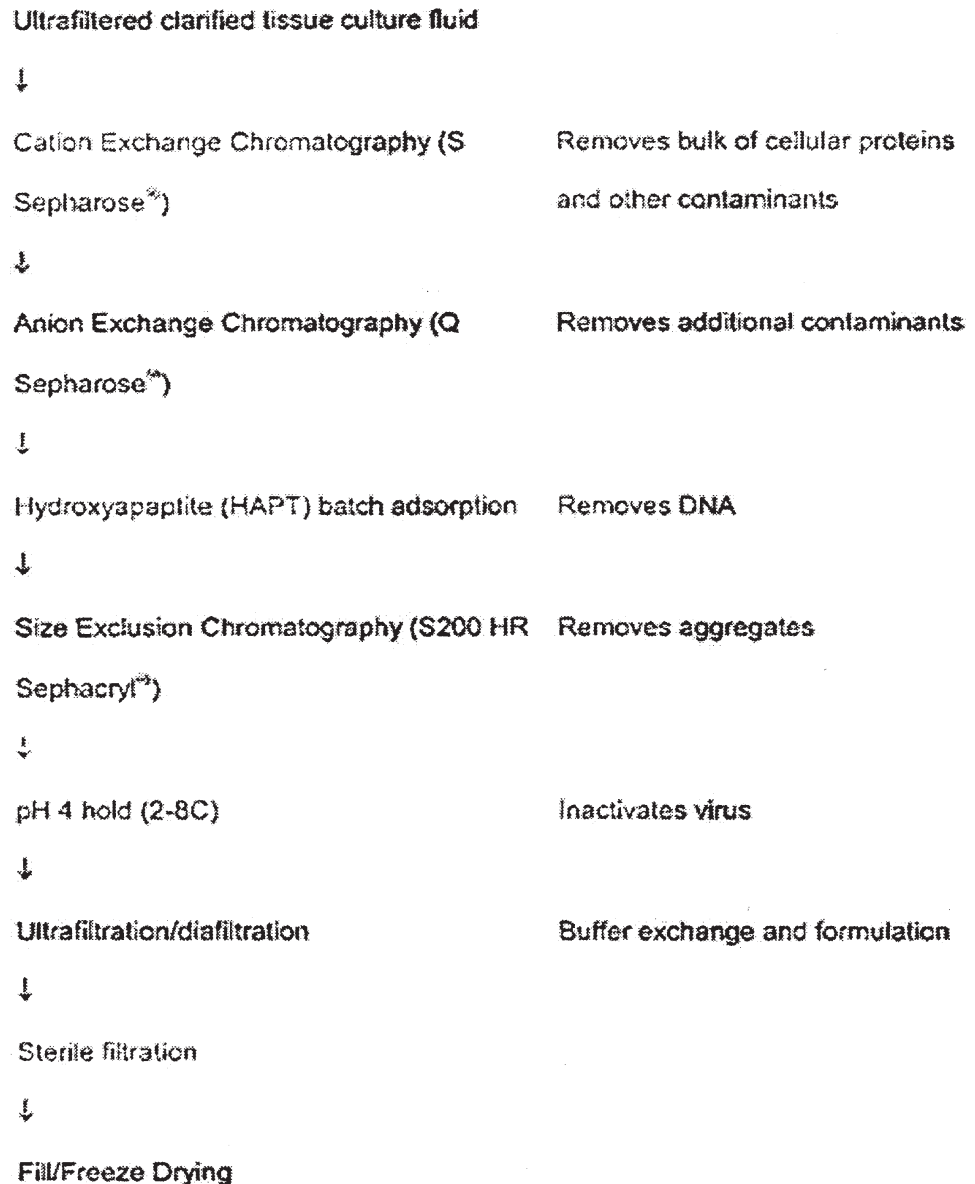 Ultrafiltered clarified tissue culture fluid
↓
Cation Exchange Chromatography (S Removes bulk of cellular proteins
Sepharose®) and other contaminants
↓
Anion Exchange Chromatography (Q Removes additional contaminants
Sepharose®)
↓
Hydroxyapaptite (HAPT) batch adsorption Removes DNA
↓
Size Exclusion Chromatography (S200 HR Removes aggregates
Sephacryl)
↓
pH 4 hold (2-8C) Inactivates virus
↓
Ultrafiltration/diafiltration Buffer exchange and formulation
↓
Sterile filtration
↓
Fill/Freeze Drying